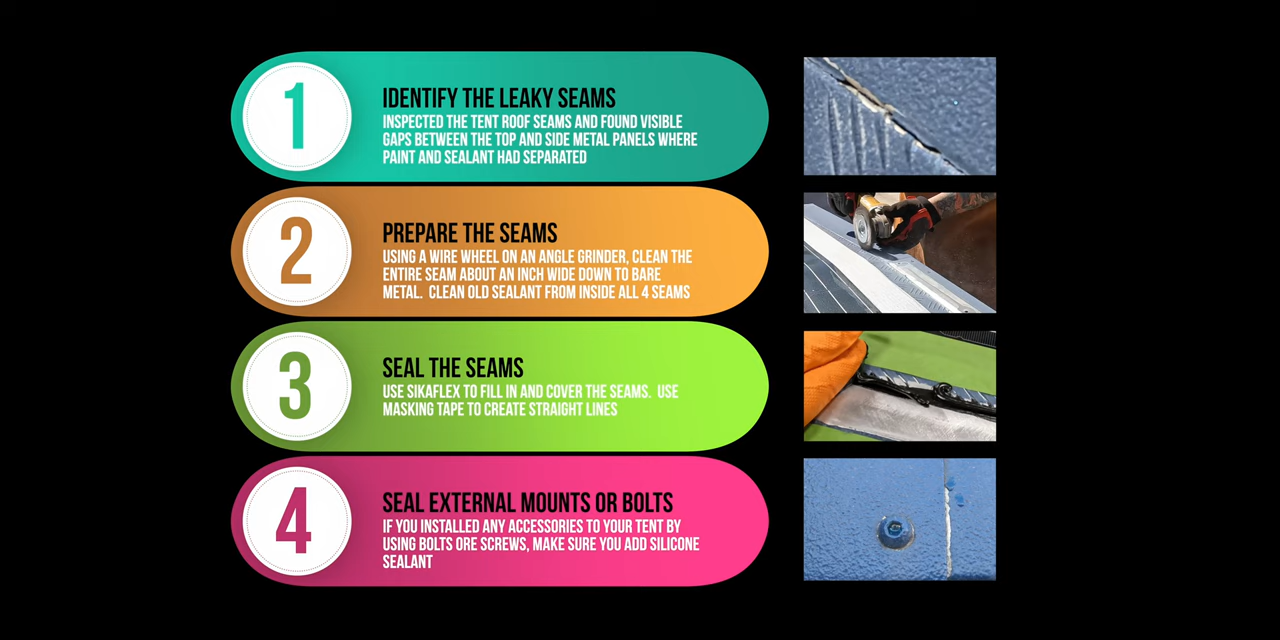 1
IDENTIFY THE LEAKY SEAMS
INSPECTED THE TENT ROOF SEAMS AND FOUND VISIBLE
GAPS BETWEEN THE TOP AND SIDE METAL PANELS WHERE
PAINT AND SEALANT HAD SEPARATED
2
PREPARE THE SEAMS
USING A WIRE WHEEL ON AN ANGLE GRINDER, CLEAN THE
ENTIRE SEAM ABOUT AN INCH WIDE DOWN TO BARE
METAL.  CLEAN OLD SEALANT FROM INSIDE ALL 4 SEAMS
3
SEAL THE SEAMS
USE SIKAFLEX TO FILL IN AND COVER THE SEAMS.  USE
MASKING TAPE TO CREATE STRAIGHT LINES
4
SEAL EXTERNAL MOUNTS OR BOLTS
IF YOU INSTALLED ANY ACCESSORIES TO YOUR TENT BY
USING BOLTS ORE SCREWS, MAKE SURE YOU ADD SILICONE
SEALANT